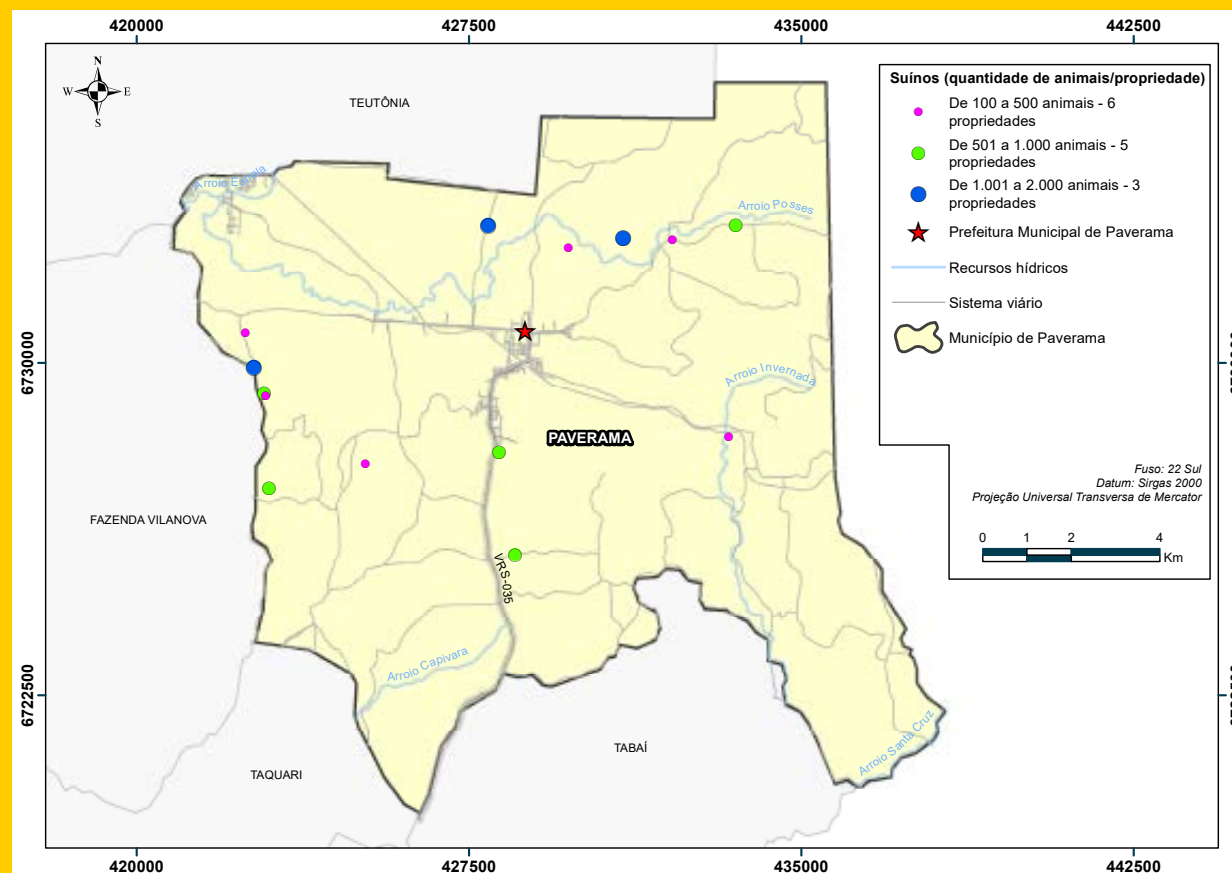 420000
427500
435000
442500
N
W
E
S
TEUTÔNIA
Suínos (quantidade de animais/propriedade)
De 100 a 500 animais - 6
propriedades
De 501 a 1.000 animais - 5
propriedades
De 1.001 a 2.000 animais - 3
propriedades
Prefeitura Municipal de Paverama
Recursos hídricos
Sistema viário
Município de Paverama
Arroio Posses
6730000
Arroio Invernada
PAVERAMA
Fuso: 22 Sul
Datum: Sirgas 2000
Projeção Universal Transversa de Mercator
0 1 2 4
Km
FAZENDA VILANOVA
VRS-035
Arroio Capivara
6722500
Arroio Santa Cruz
TABAÍ
TAQUARI
420000
427500
435000
442500